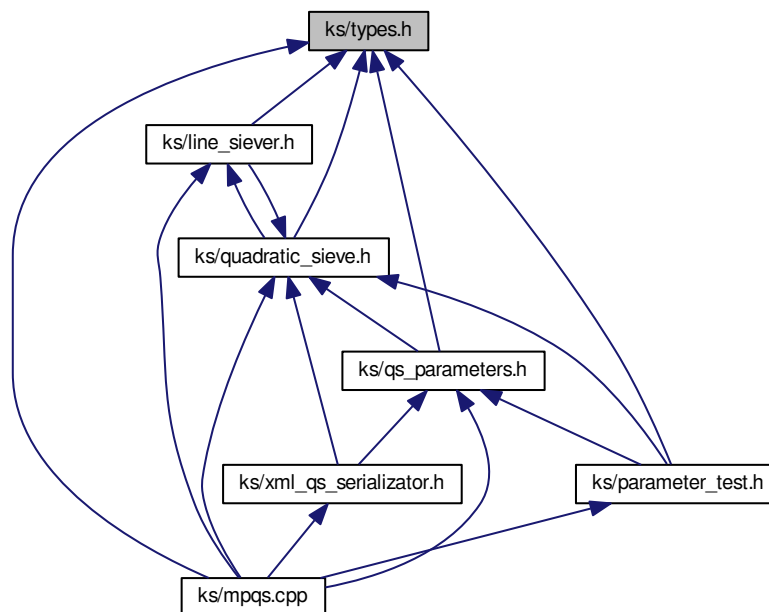 ks/types.h
ks/line_siever.h
ks/quadratic_sieve.h
ks/qs_parameters.h
ks/xml_qs_serializator.h
ks/parameter_test.h
ks/mpqs.cpp